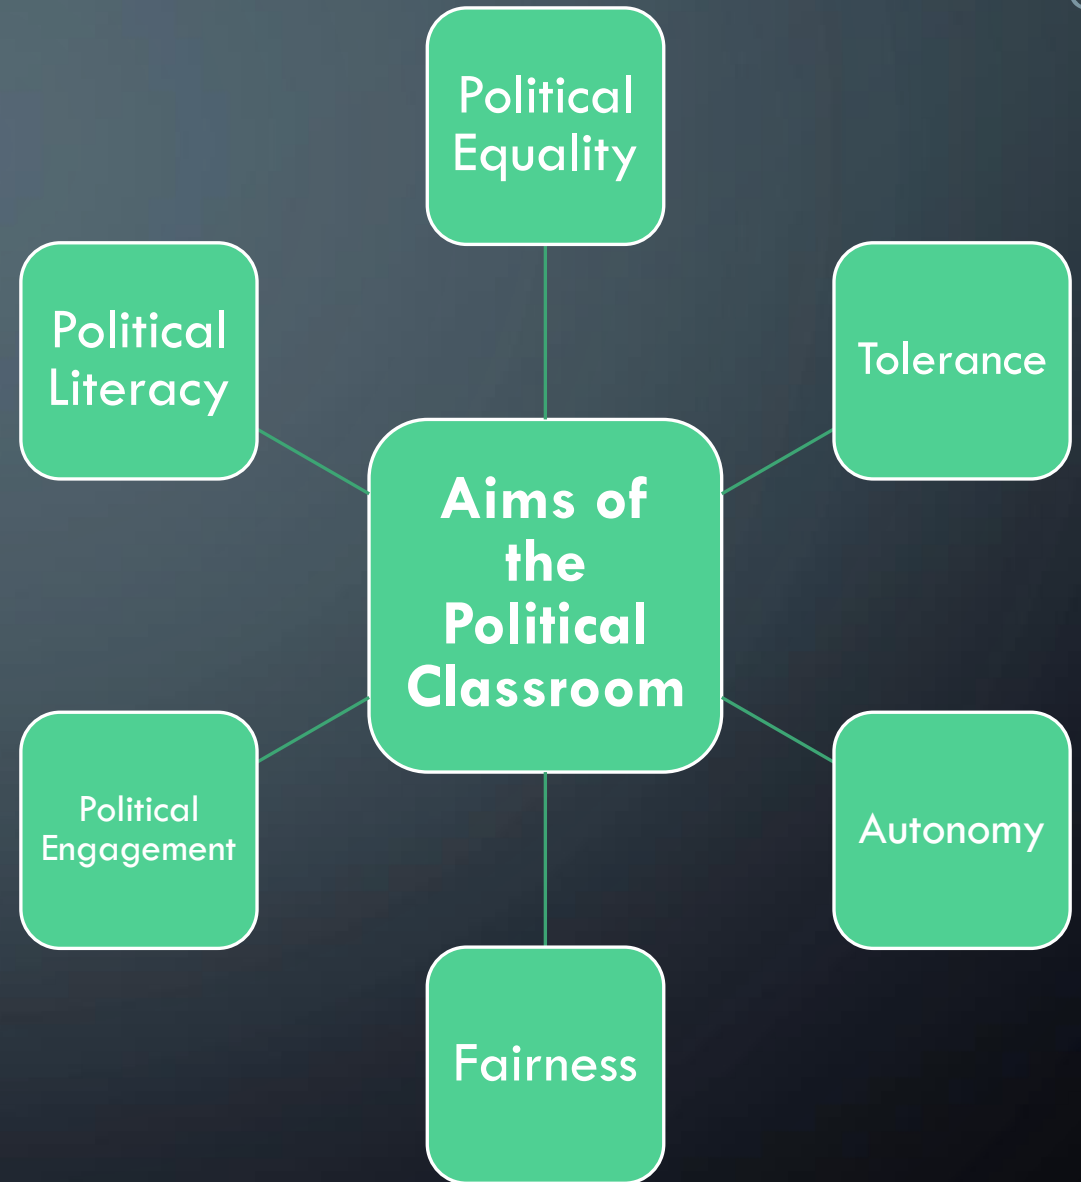 Political
Equality
Tolerance
Autonomy
Fairness
Political
Engagement
Political
Literacy
Aims of
the
Political
Classroom